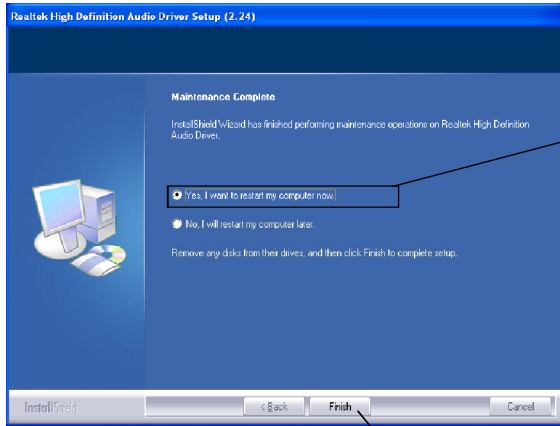 Realtek High Definition Audio Driver Setup (2.24)
Maintenance Complete
InstallShield Wizard has finished performing maintenance operations on Realtek High Definition
Audio Driver.
Yes, I want to restart my computer now.
No, I will restart my computer later.
Remove any disks from their drives, and then click Finish to complete setup.
InstallShield
< Back
Finish
Cancel